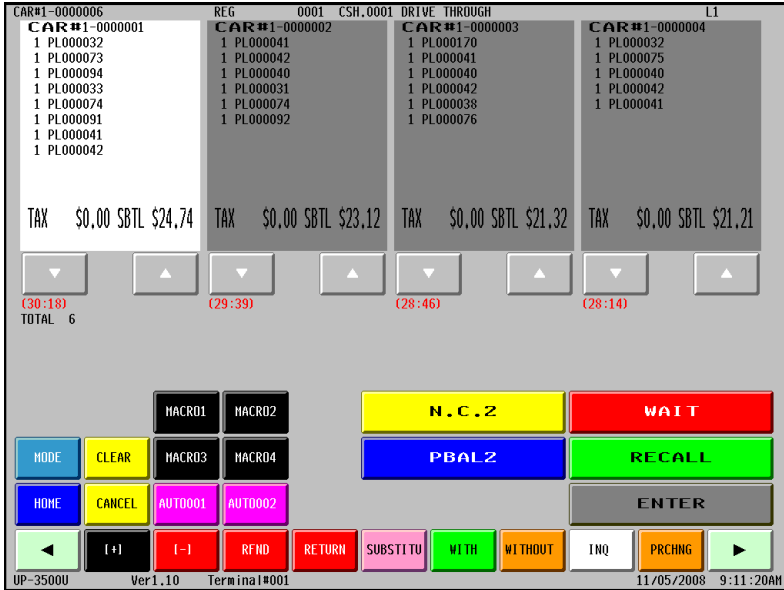 CAR#1-0000006 REG 0001 CSH.0001 DRIVE THROUGH L1
CAR#1-0000001
1 PL000032
1 PL000073
1 PL000094
1 PL000033
1 PL000074
1 PL000091
1 PL000041
1 PL000042
TAX $0.00 SBTL $24.74
(30:18)
CAR#1-0000002
1 PL000041
1 PL000042
1 PL000040
1 PL000031
1 PL000074
1 PL000092
TAX $0.00 SBTL $23.12
(29:39)
CAR#1-0000003
1 PL000170
1 PL000041
1 PL000040
1 PL000042
1 PL000038
1 PL000076
TAX $0.00 SBTL $21.32
(28:46)
CAR#1-0000004
1 PL000032
1 PL000075
1 PL000040
1 PL000042
1 PL000041
TAX $0.00 SBTL $21.21
(28:14)
TOTAL 6
MACRO1 MACRO2 N.C.2 WAIT
MODE CLEAR MACRO3 MACRO4 PBAL2 RECALL
HOME CANCEL AUTO001 AUTO002 ENTER
[+] [-] RFND RETURN SUBSTITU WITH WITHOUT INQ PRCHNG
UP-3500U Ver1.10 Terminal#001 11/05/2008 9:11:20AM